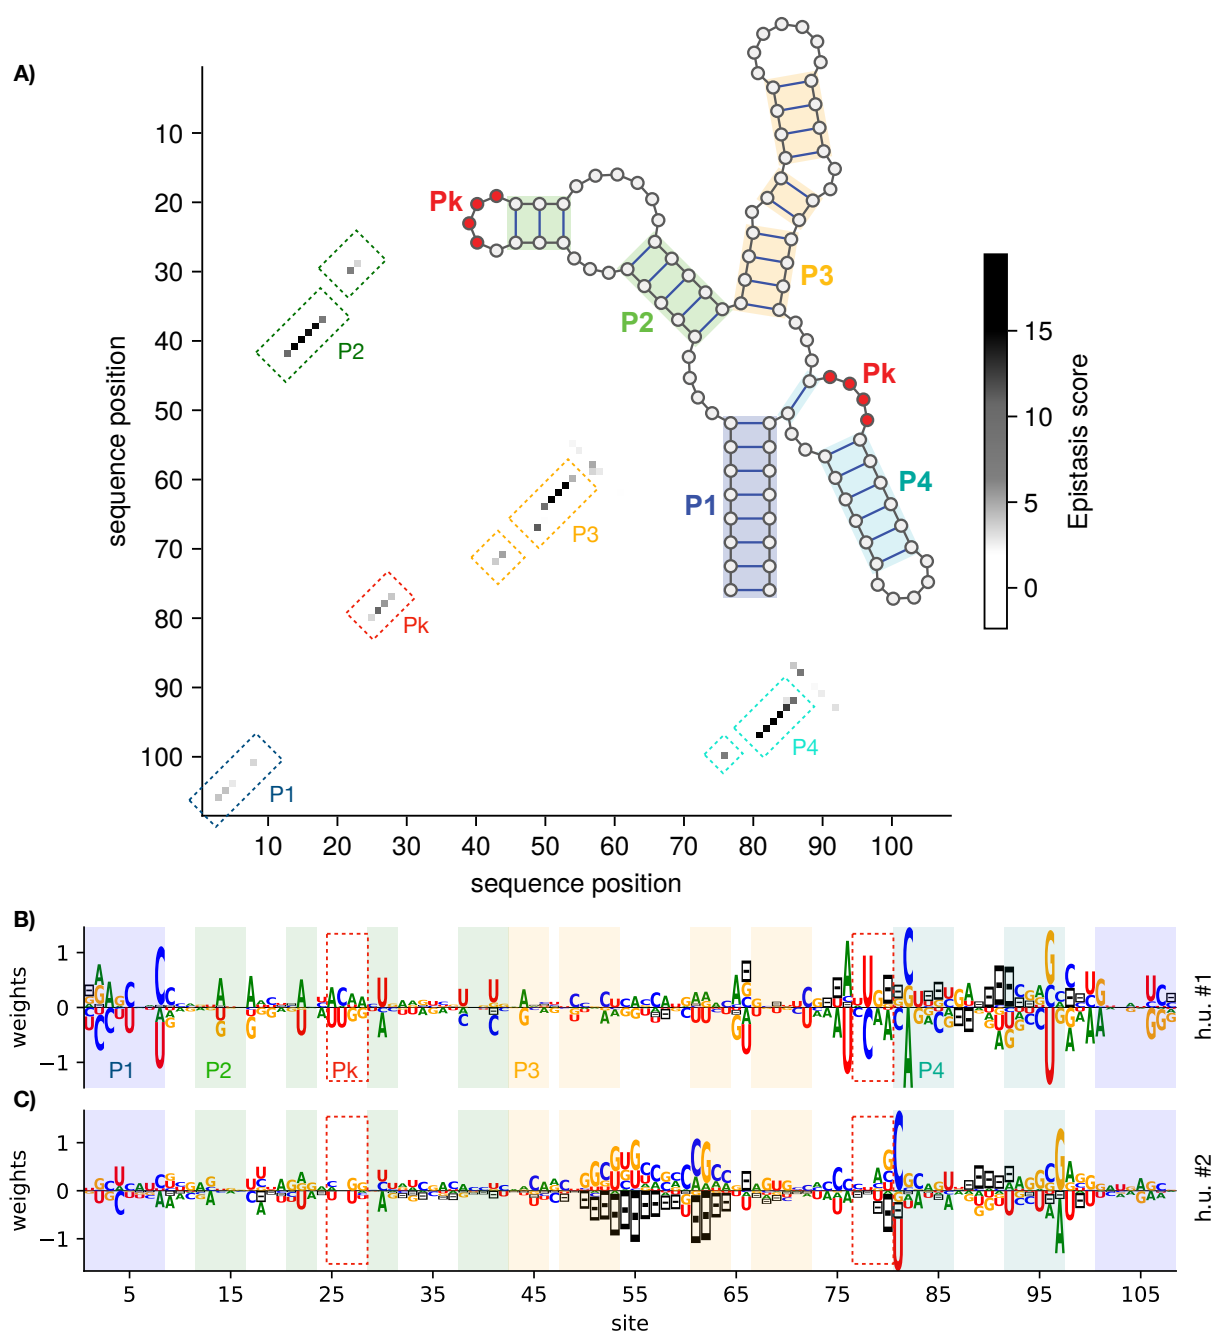 A)
10
20
30
40
50
60
70
80
90
100
sequence position
10 20 30 40 50 60 70 80 90 100
sequence position
Pk
P2
P3
Pk
P4
P1
P2
P3
Pk
P4
P1
15
10
5
0
Epistasis score
B)
1
0
−1
weights
P1 P2 Pk P3 P4
h.u. #1
C)
1
0
−1
weights
h.u. #2
5 15 25 35 45 55 65 75 85 95 105
site